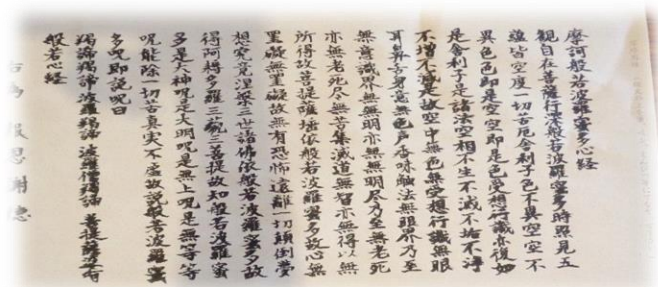 摩訶般若波羅蜜多心経
観自在菩薩行深般若波羅蜜多時照見五
蘊皆空度一切苦厄舎利子色不異空空不
異色色即是空空即是色受想行識亦復如
是舎利子是諸法空相不生不滅不垢不浄
不増不減是故空中無色無受想行識無眼
耳鼻舌身意無色声香味触法無眼界乃至
無意識界無無明亦無無明尽乃至無老死
亦無老死尽無苦集滅道無智亦無得以無
所得故菩提薩埵依般若波羅蜜多故心無
罣礙無罣礙故無有恐怖遠離一切顛倒夢
想究竟涅槃三世諸佛依般若波羅蜜多故
得阿耨多羅三藐三菩提故知般若波羅蜜
多是大神呪是大明呪是無上呪是無等等
呪能除一切苦真実不虚故説般若波羅蜜
多呪即説呪曰
羯諦羯諦波羅羯諦 波羅僧羯諦 菩提薩婆訶
般若心経
右為 報恩謝徳